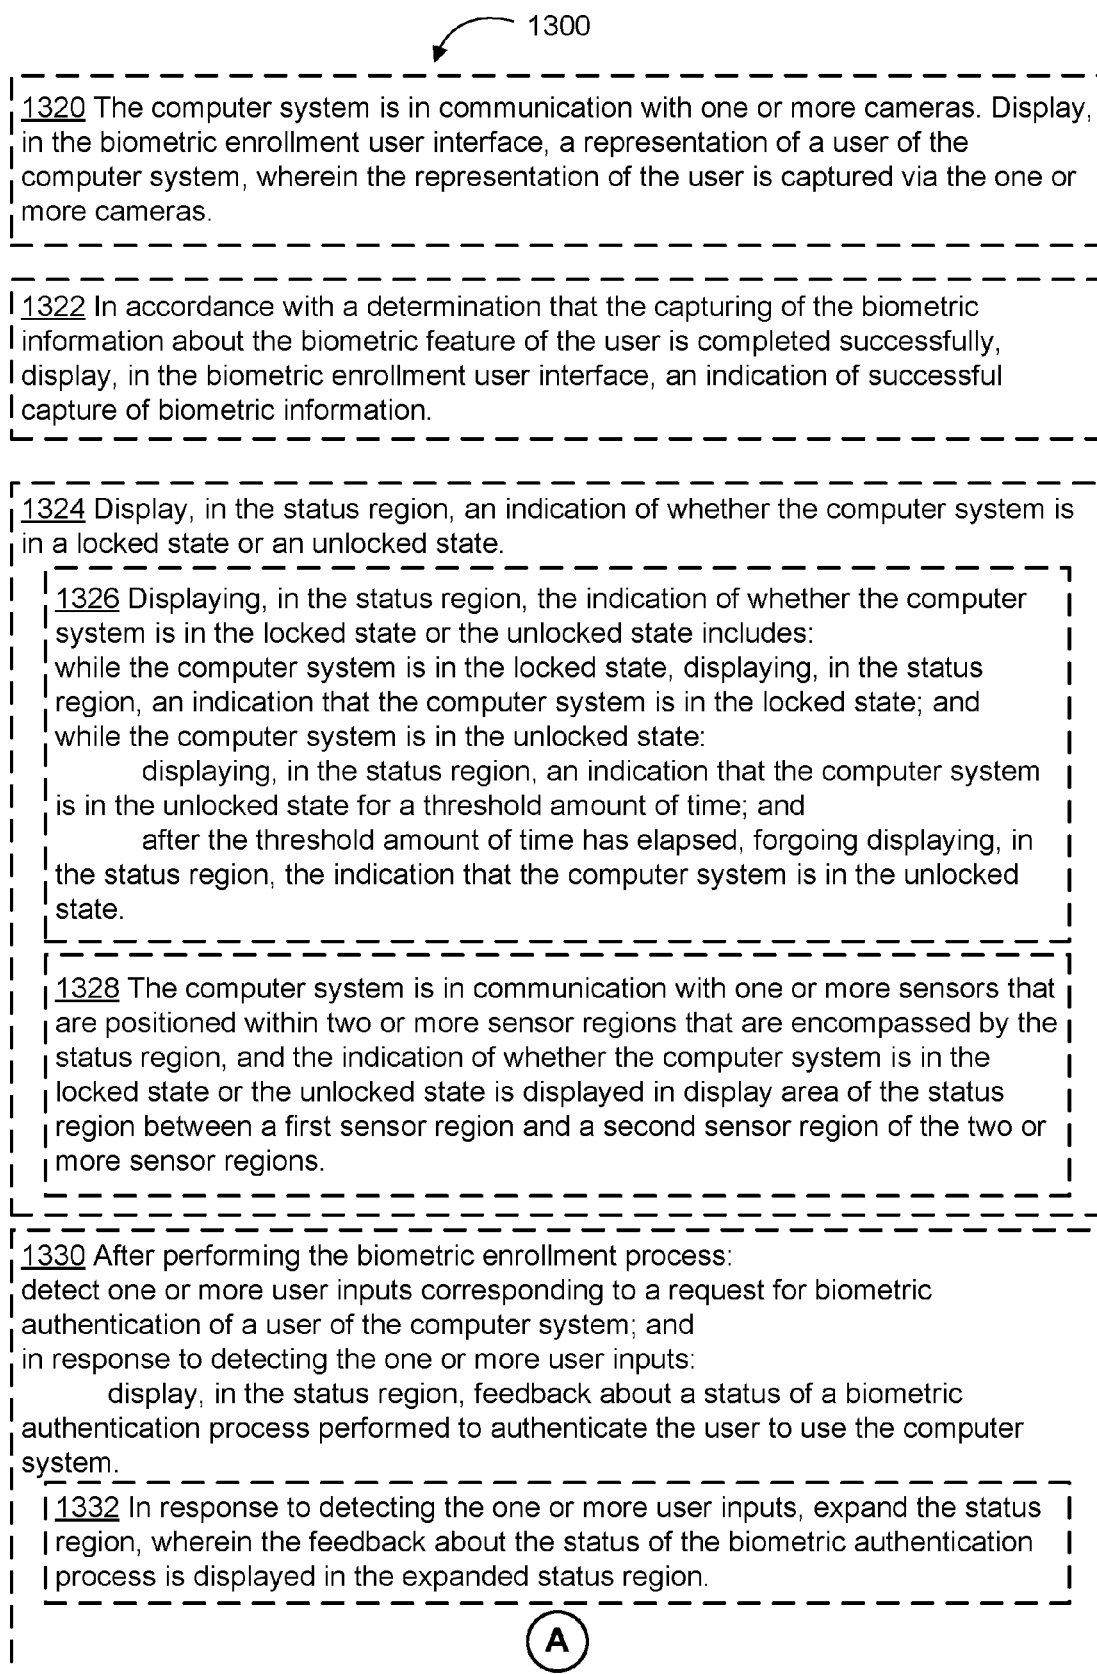 1300
1320 The computer system is in communication with one or more cameras. Display,
in the biometric enrollment user interface, a representation of a user of the
computer system, wherein the representation of the user is captured via the one or
more cameras.
1322 In accordance with a determination that the capturing of the biometric
information about the biometric feature of the user is completed successfully,
display, in the biometric enrollment user interface, an indication of successful
capture of biometric information.
1324 Display, in the status region, an indication of whether the computer system is
in a locked state or an unlocked state.
1326 Displaying, in the status region, the indication of whether the computer
system is in the locked state or the unlocked state includes:
while the computer system is in the locked state, displaying, in the status
region, an indication that the computer system is in the locked state; and
while the computer system is in the unlocked state:
displaying, in the status region, an indication that the computer system
is in the unlocked state for a threshold amount of time; and
after the threshold amount of time has elapsed, forgoing displaying, in
the status region, the indication that the computer system is in the unlocked
state.
1328 The computer system is in communication with one or more sensors that
are positioned within two or more sensor regions that are encompassed by the
status region, and the indication of whether the computer system is in the
locked state or the unlocked state is displayed in display area of the status
region between a first sensor region and a second sensor region of the two or
more sensor regions.
1330 After performing the biometric enrollment process:
detect one or more user inputs corresponding to a request for biometric
authentication of a user of the computer system; and
in response to detecting the one or more user inputs:
display, in the status region, feedback about a status of a biometric
authentication process performed to authenticate the user to use the computer
system.
1332 In response to detecting the one or more user inputs, expand the status
region, wherein the feedback about the status of the biometric authentication
process is displayed in the expanded status region.
A